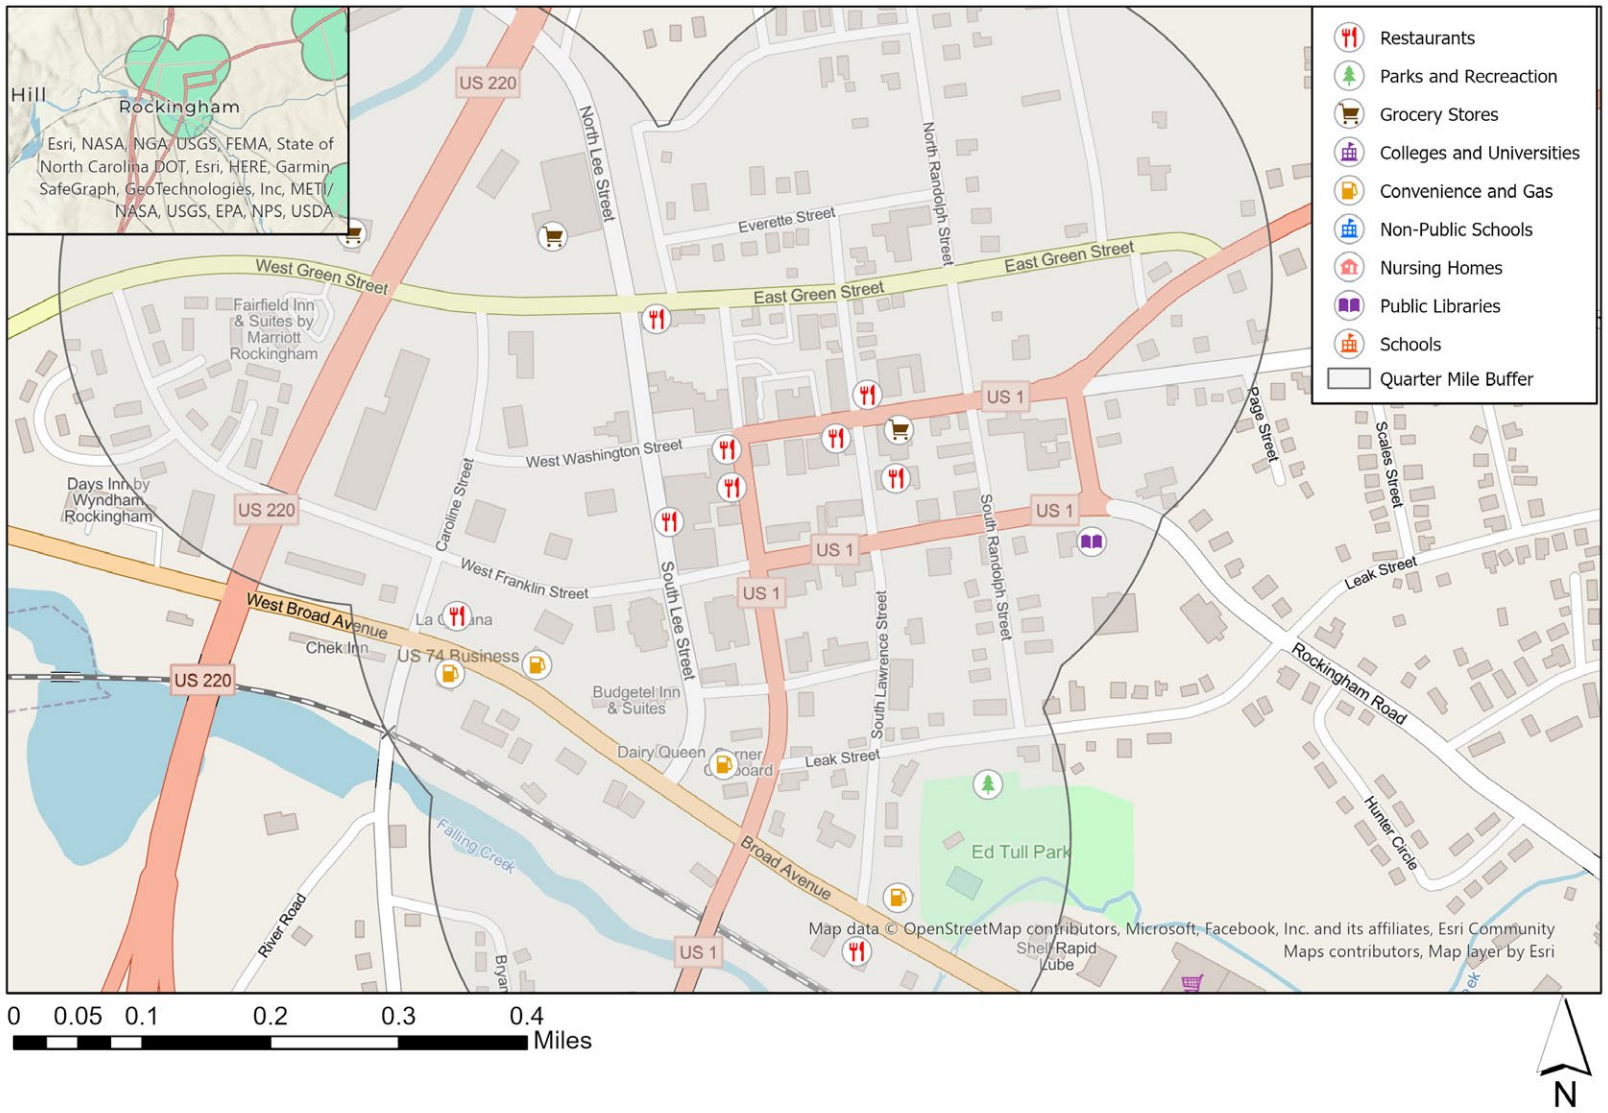 Hill
Rockingham
Esri, NASA, NGA, USGS, FEMA, State of
North Carolina DOT, Esri, HERE, Garmin,
SafeGraph, GeoTechnologies, Inc, METI/
NASA, USGS, EPA, NPS, USDA
Restaurants
Parks and Recreaction
Grocery Stores
Colleges and Universities
Convenience and Gas
Non-Public Schools
Nursing Homes
Public Libraries
Schools
Quarter Mile Buffer
US 220
North Lee Street
North Randolph Street
Everette Street
West Green Street
East Green Street
East Green Street
Fairfield Inn
& Suites by
Marriott
Rockingham
US 1
Page Street
Scales Street
West Washington Street
Days Inn by
Wyndham
Rockingham
US 220
Caroline Street
US 1
South Randolph Street
US 1
West Franklin Street
South Lee Street
US 1
South Lawrence Street
Leak Street
West Broad Avenue
La
Chek Inn
US 74 Business
US 220
Budgetel Inn
& Suites
Rockingham Road
Dairy Queen
Leak Street
Hunter Circle
Falling Creek
Ed Tull Park
Broad Avenue
River Road
Bryan
US 1
Map data © OpenStreetMap contributors, Microsoft, Facebook, Inc. and its affiliates, Esri Community
Maps contributors, Map layer by Esri
Shell Rapid
Lube
0 0.05 0.1 0.2 0.3 0.4
Miles
N